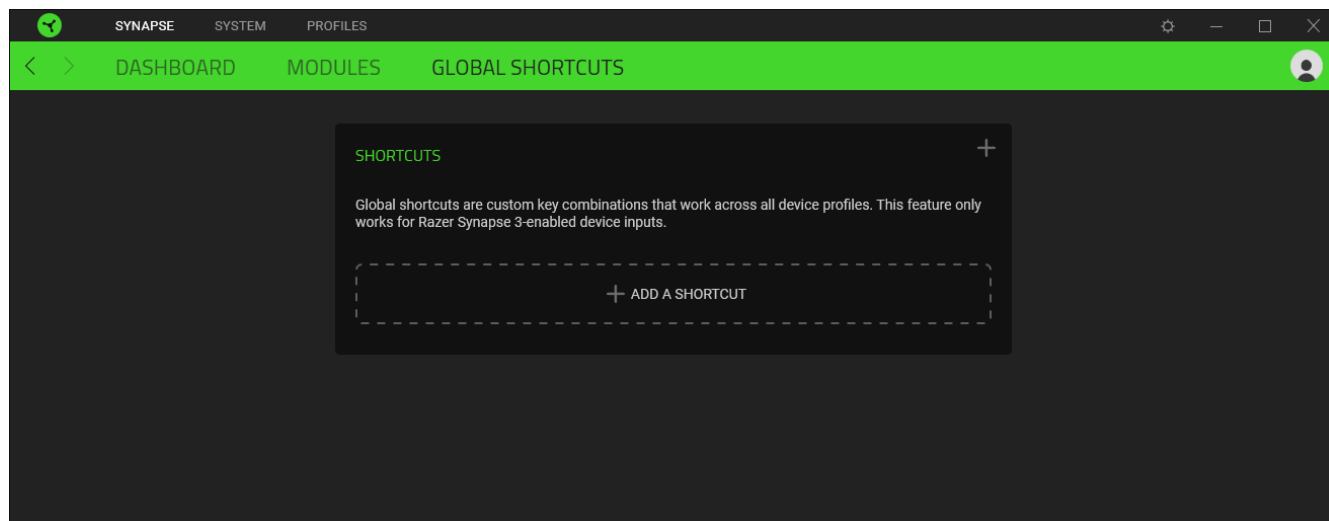 SYNAPSE SYSTEM PROFILES
DASHBOARD MODULES GLOBAL SHORTCUTS
SHORTCUTS
Global shortcuts are custom key combinations that work across all device profiles. This feature only
works for Razer Synapse 3-enabled device inputs.
ADD A SHORTCUT